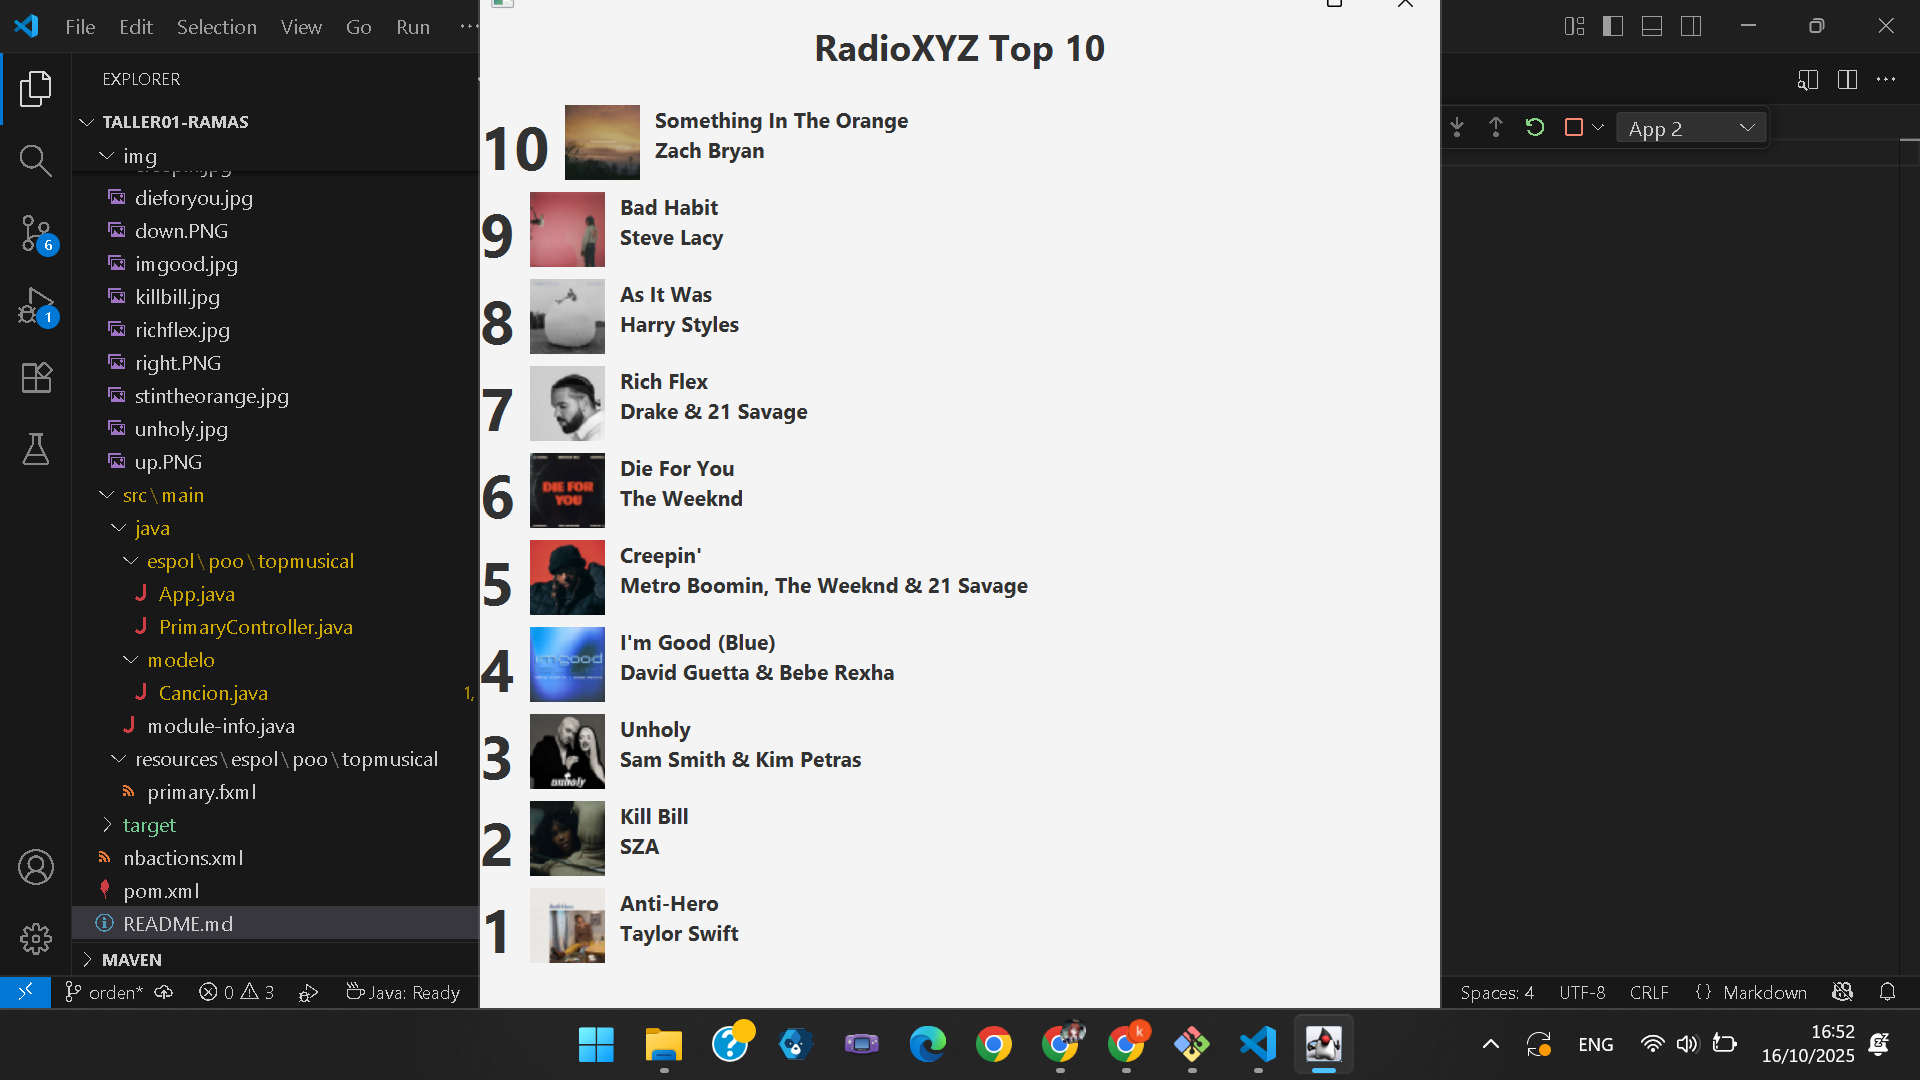 File Edit Selection View Go Run ···
EXPLORER
TALLER01-RAMAS
img
dieforyou.jpg
down.PNG
imgood.jpg
killbill.jpg
richflex.jpg
right.PNG
stintheorange.jpg
unholy.jpg
up.PNG
src\main
java
espol\poo\topmusical
App.java
PrimaryController.java
modelo
Cancion.java 1,
module-info.java
resources\espol\poo\topmusical
primary.fxml
target
nbactions.xml
pom.xml
README.md
MAVEN
6
1
RadioXYZ Top 10
10
Something In The Orange
Zach Bryan
9
Bad Habit
Steve Lacy
8
As It Was
Harry Styles
7
Rich Flex
Drake & 21 Savage
6
DIE FOR
YOU
Die For You
The Weeknd
5
Creepin'
Metro Boomin, The Weeknd & 21 Savage
4
imgood
I'm Good (Blue)
David Guetta & Bebe Rexha
3
unholy
Unholy
Sam Smith & Kim Petras
2
Kill Bill
SZA
1
Anti-Hero
Taylor Swift
App 2
orden* 0 3 Java: Ready
Spaces: 4 UTF-8 CRLF {} Markdown
k
ENG
16:52
16/10/2025